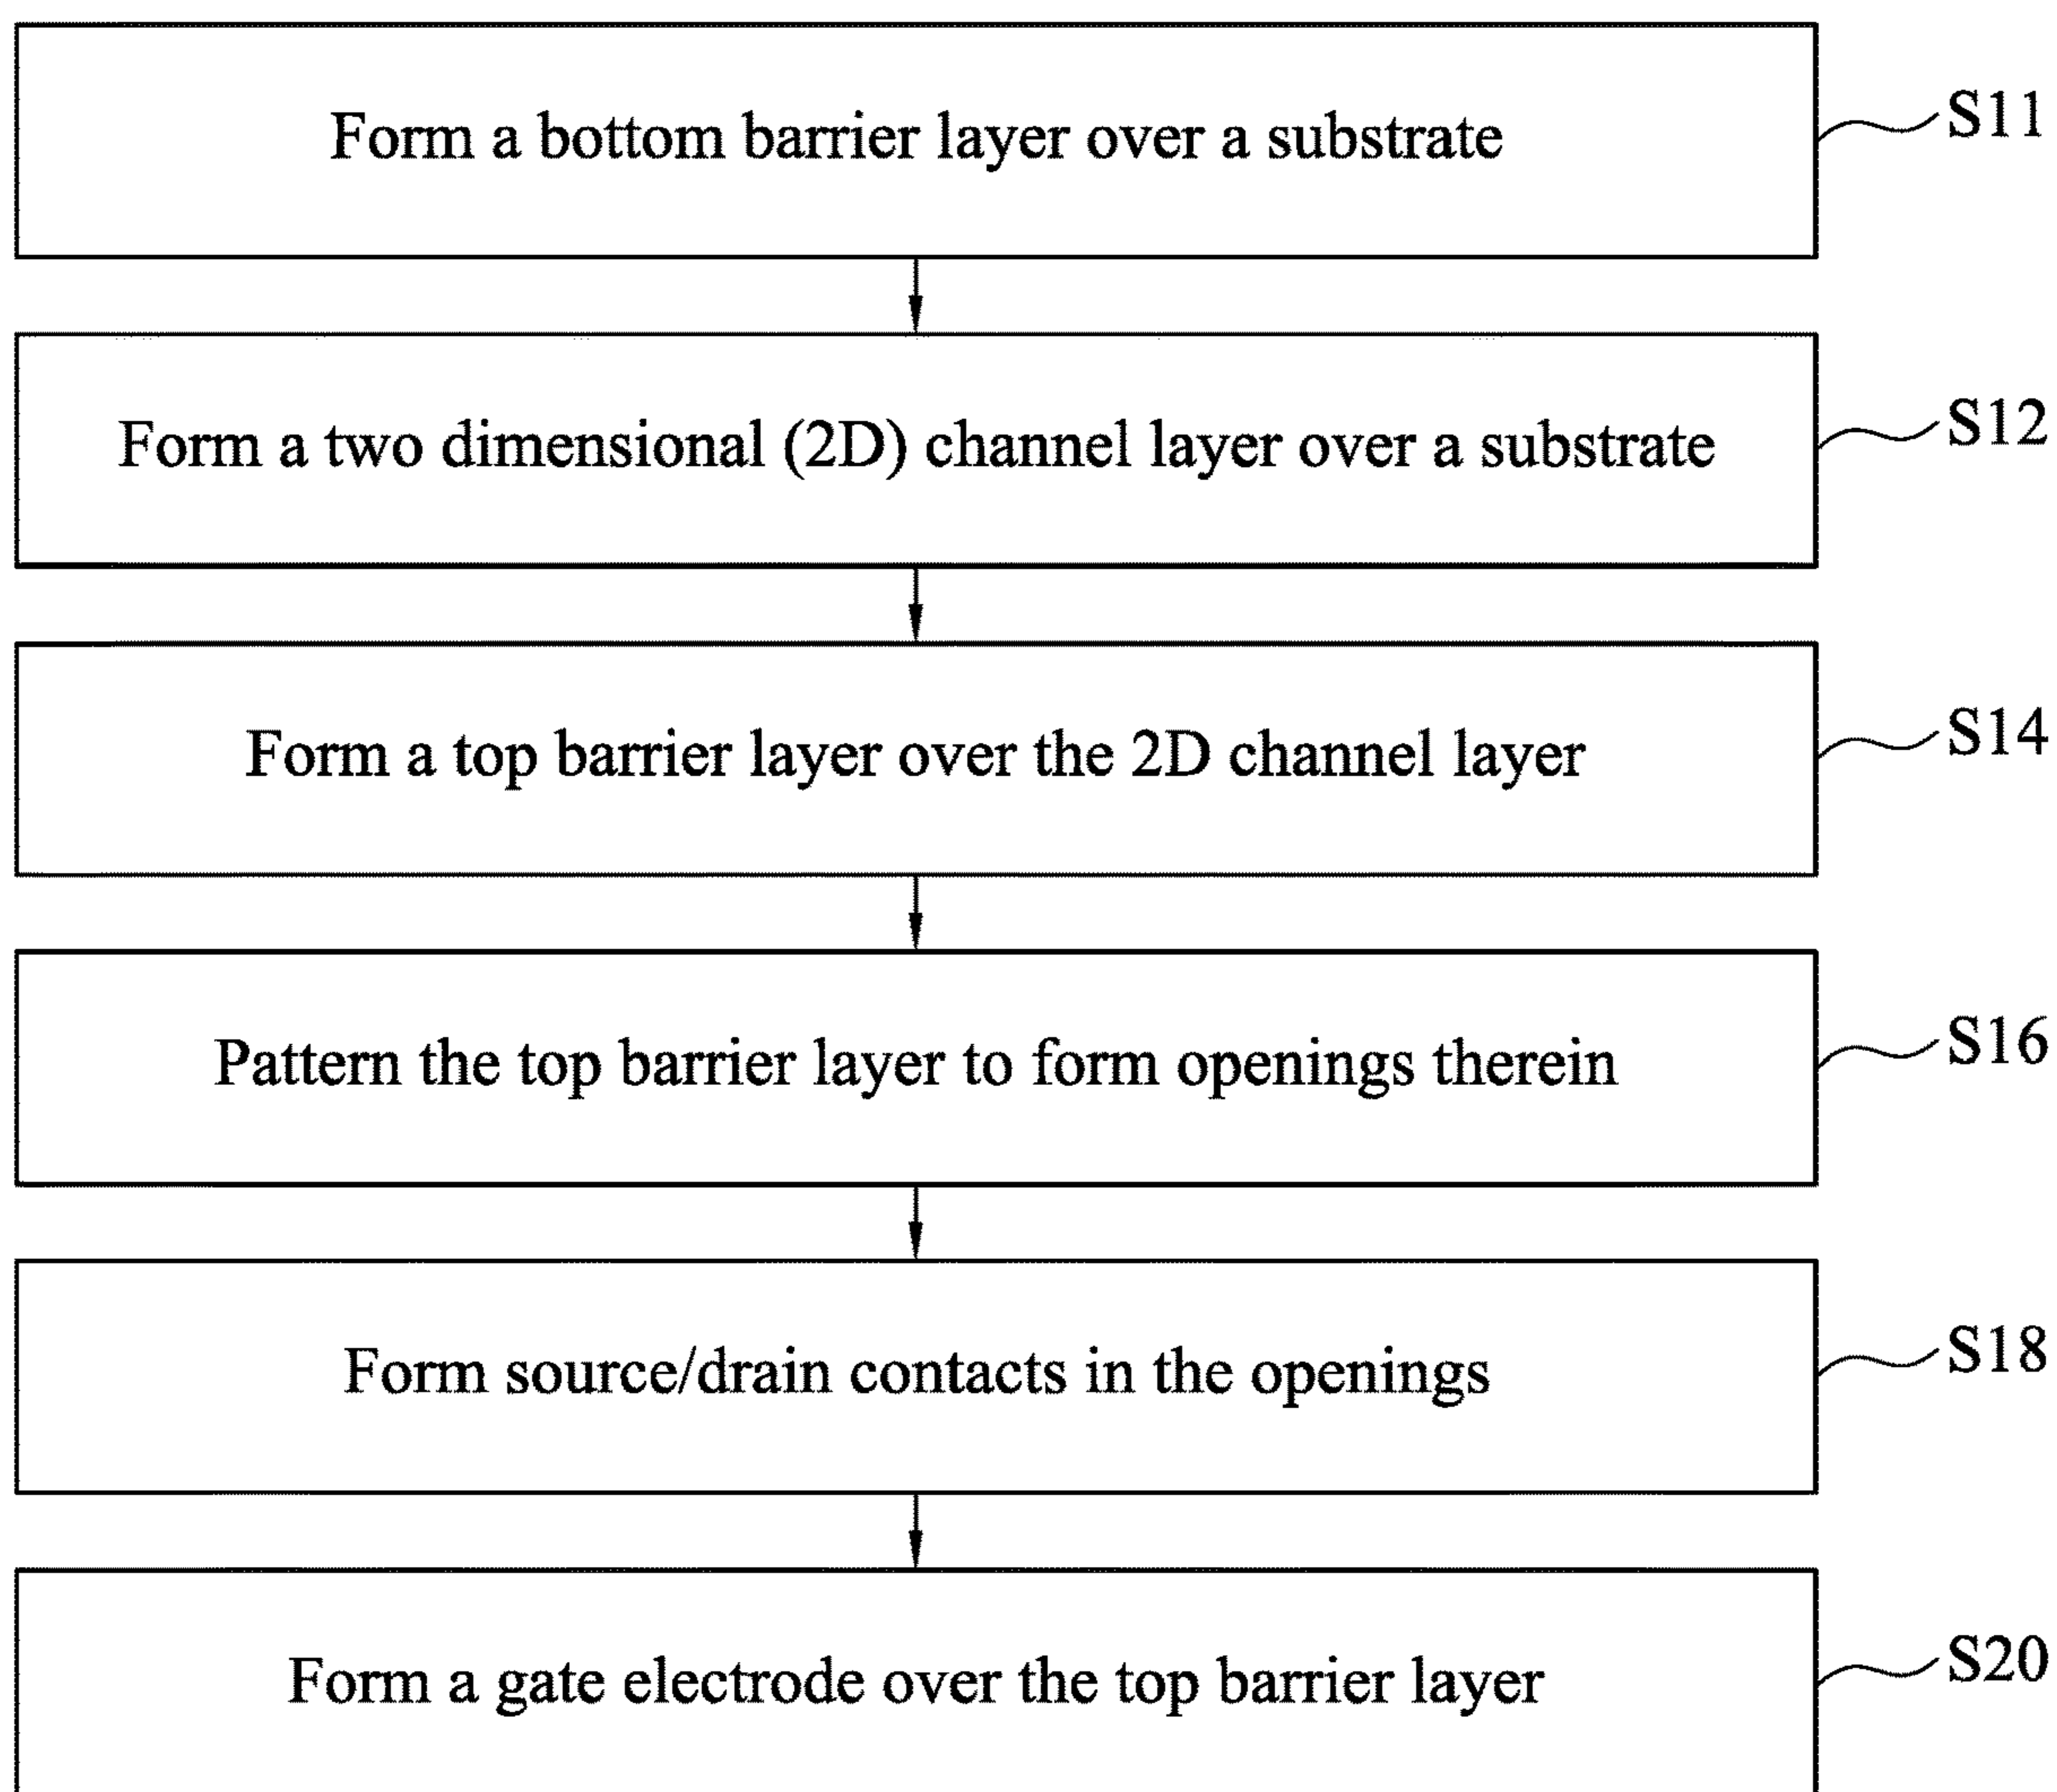 Form a bottom barrier layer over a substrate
S11
Form a two dimensional (2D) channel layer over a substrate
S12
Form a top barrier layer over the 2D channel layer
S14
Pattern the top barrier layer to form openings therein
S16
Form source/drain contacts in the openings
S18
Form a gate electrode over the top barrier layer
S20